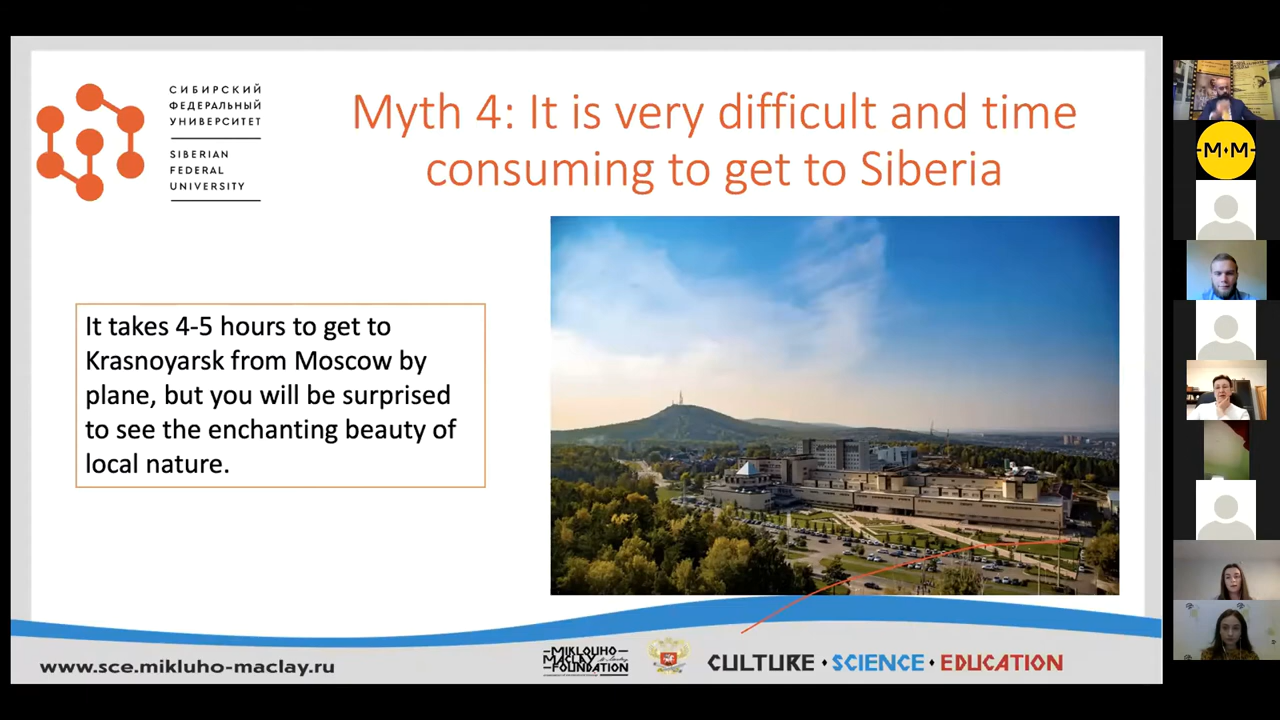 СИБИРСКИЙ
ФЕДЕРАЛЬНЫЙ
УНИВЕРСИТЕТ
SIBERIAN
FEDERAL
UNIVERSITY
Myth 4: It is very difficult and time
consuming to get to Siberia
It takes 4-5 hours to get to
Krasnoyarsk from Moscow by
plane, but you will be surprised
to see the enchanting beauty of
local nature.
www.sce.mikluho-maclay.ru
MIKLOUHO
MACLAY
FOUNDATION
CULTURE • SCIENCE • EDUCATION
M•M